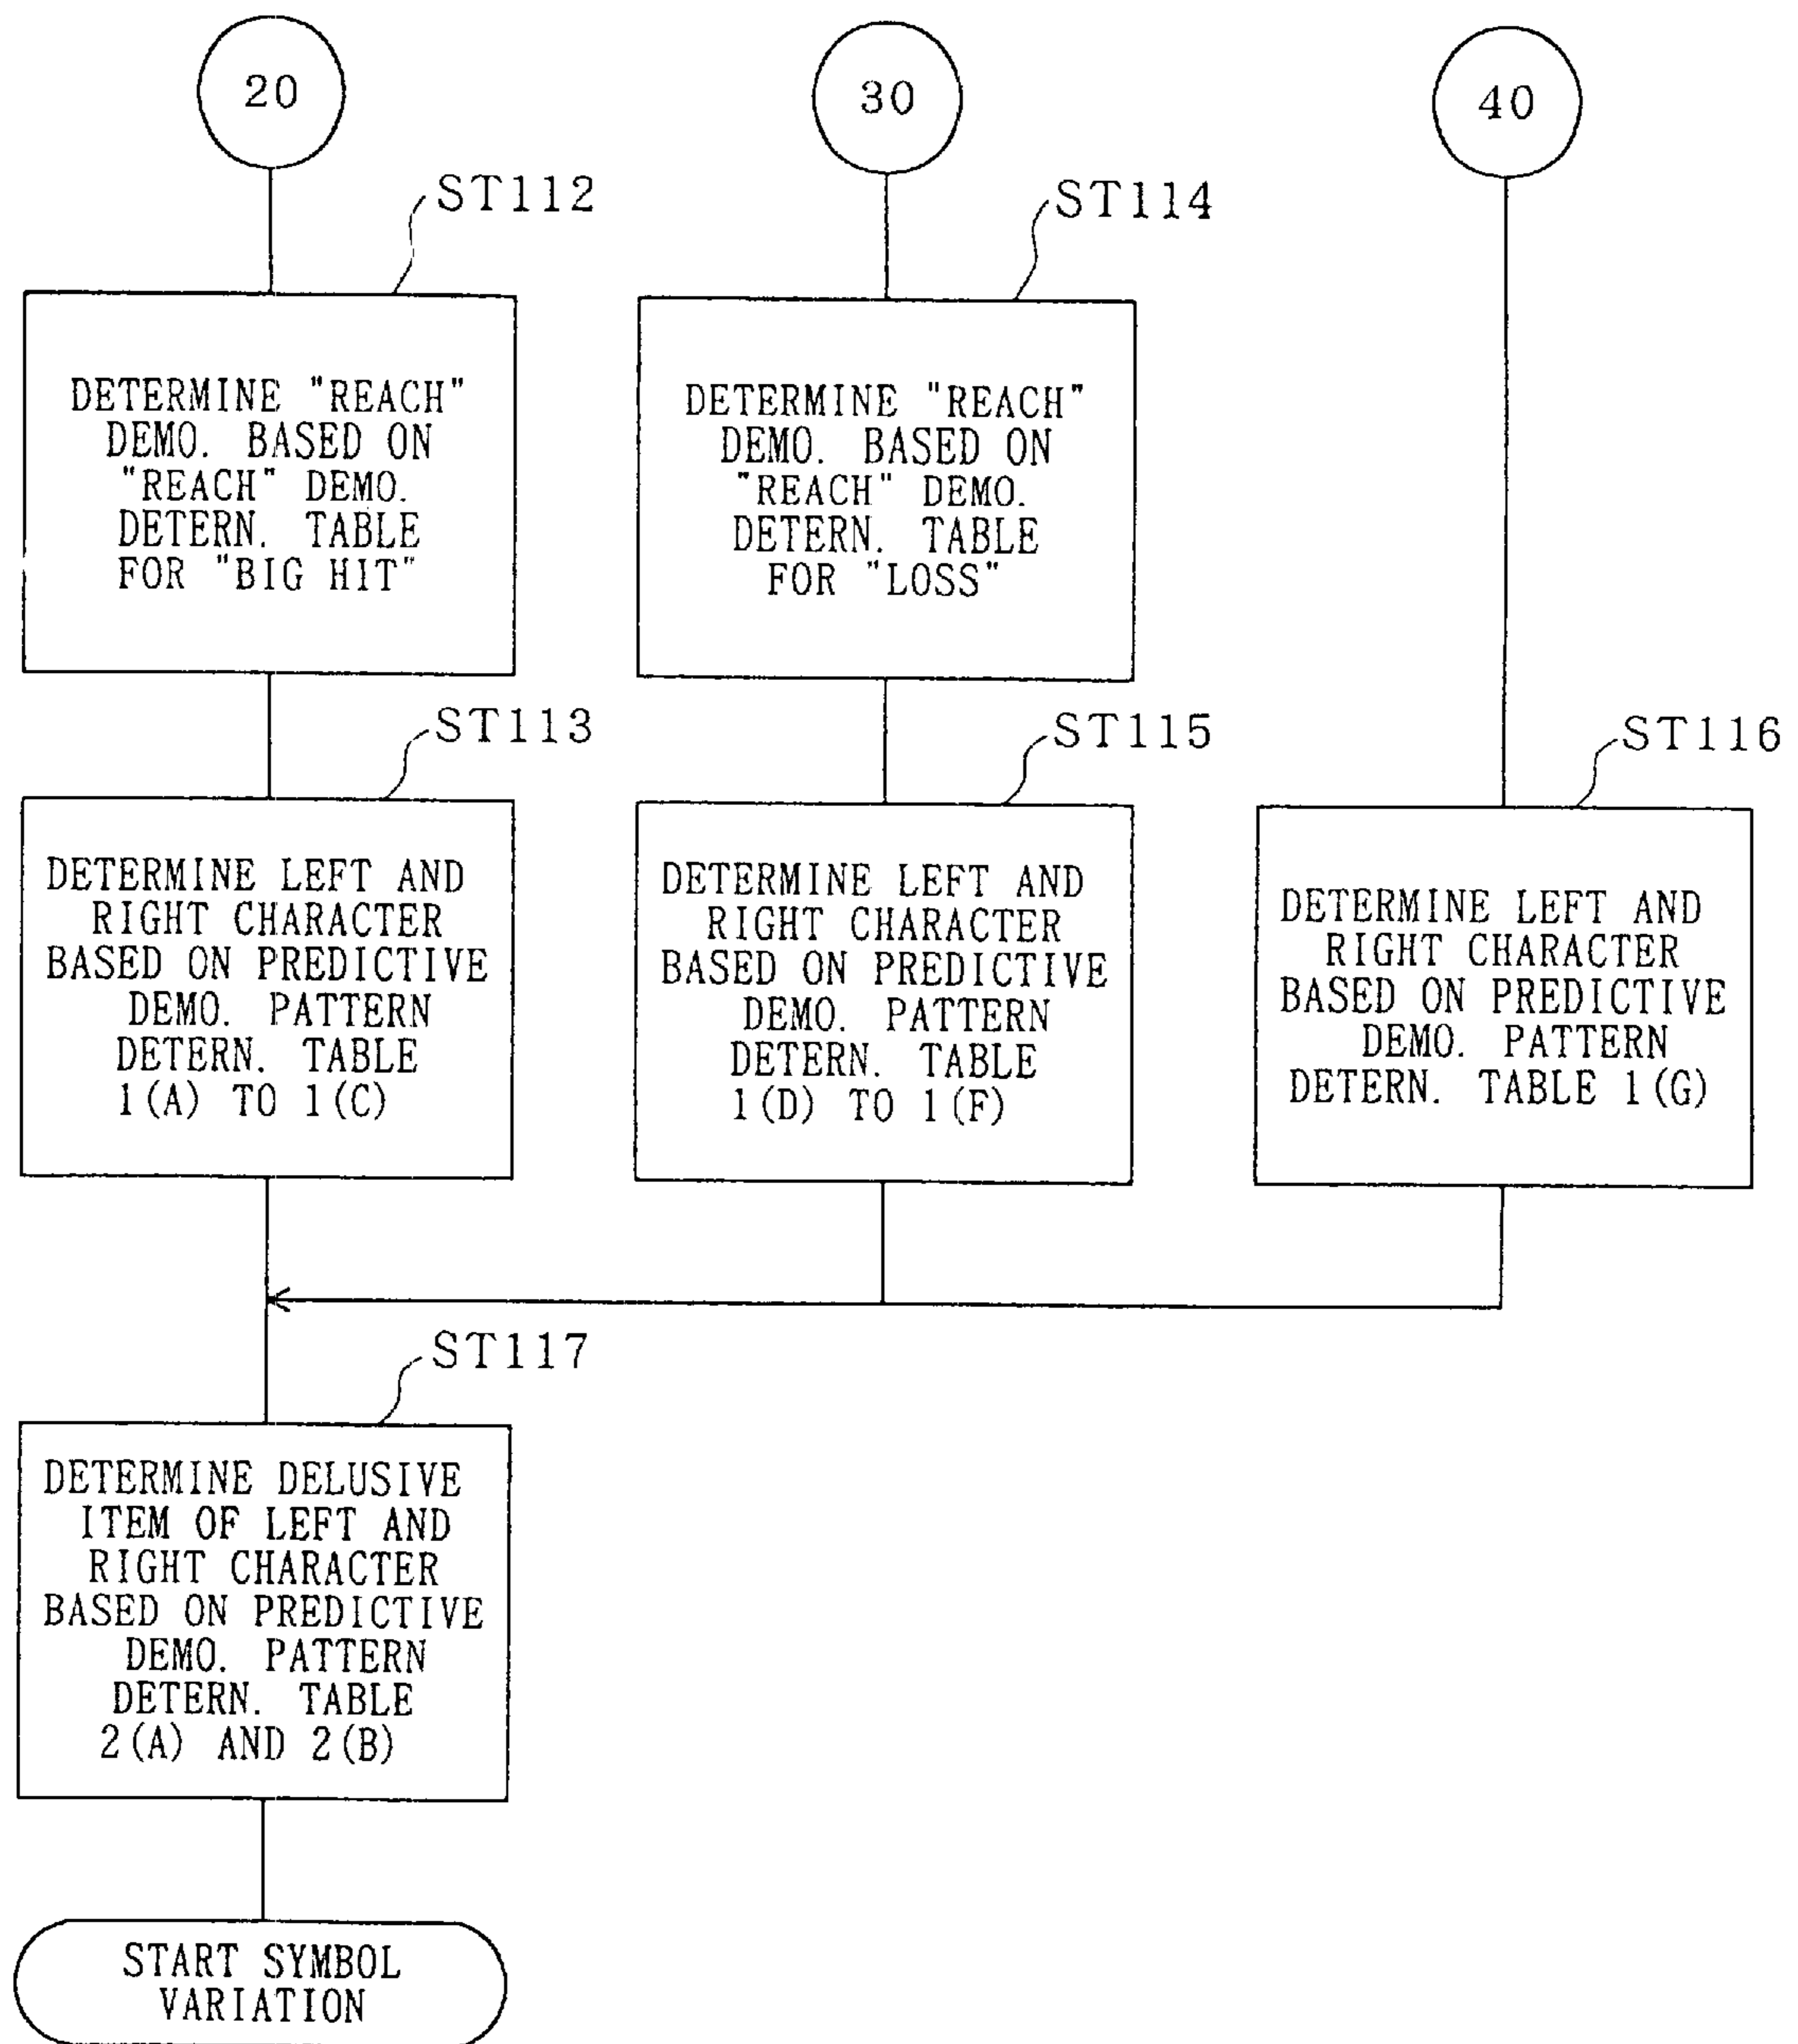 20
30
40
ST112
ST114
DETERMINE "REACH"
DEMO. BASED ON
"REACH" DEMO.
DETERN. TABLE
FOR "BIG HIT"
DETERMINE "REACH"
DEMO. BASED ON
"REACH" DEMO.
DETERN. TABLE
FOR "LOSS"
ST113
ST115
ST116
DETERMINE LEFT AND
RIGHT CHARACTER
BASED ON PREDICTIVE
DEMO. PATTERN
DETERN. TABLE
1(A) TO 1(C)
DETERMINE LEFT AND
RIGHT CHARACTER
BASED ON PREDICTIVE
DEMO. PATTERN
DETERN. TABLE
1(D) TO 1(F)
DETERMINE LEFT AND
RIGHT CHARACTER
BASED ON PREDICTIVE
DEMO. PATTERN
DETERN. TABLE 1(G)
ST117
DETERMINE DELUSIVE
ITEM OF LEFT AND
RIGHT CHARACTER
BASED ON PREDICTIVE
DEMO. PATTERN
DETERN. TABLE
2(A) AND 2(B)
START SYMBOL
VARIATION